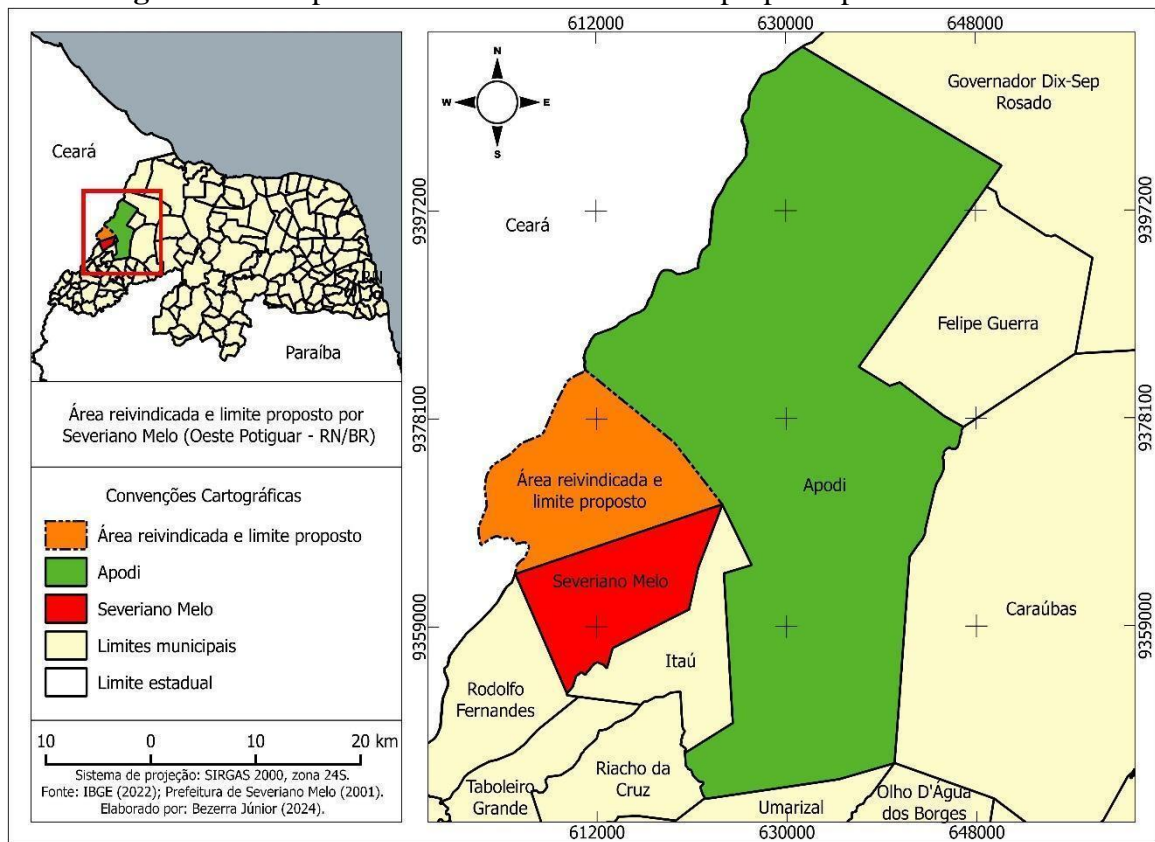 612000
630000
648000
Ceará
Paraíba
RN
Área reivindicada e limite proposto por
Severiano Melo (Oeste Potiguar - RN/BR)
Convenções Cartográficas
Área reivindicada e limite proposto
Apodi
Severiano Melo
Limites municipais
Limite estadual
10 0 10 20 km
Sistema de projeção: SIRGAS 2000, zona 24S.
Fonte: IBGE (2022); Prefeitura de Severiano Melo (2001).
Elaborado por: Bezerra Júnior (2024).
N
W E
S
Governador Dix-Sep
Rosado
Ceará
9397200
9397200
Felipe Guerra
9378100
9378100
Área reivindicada e
limite proposto
Apodi
Severiano Melo
Caraúbas
9359000
9359000
Itaú
Rodolfo
Fernandes
Riacho da
Cruz
Taboleiro
Grande
Umarizal
Olho D'Água
dos Borges
612000
630000
648000